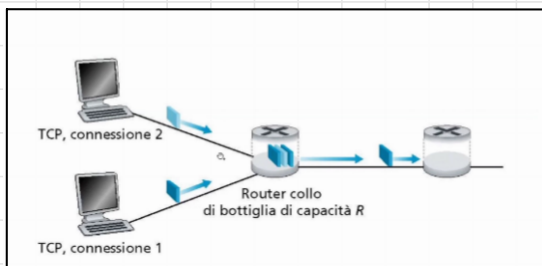 TCP, connessione 2
Router collo
di bottiglia di capacità R
TCP, connessione 1